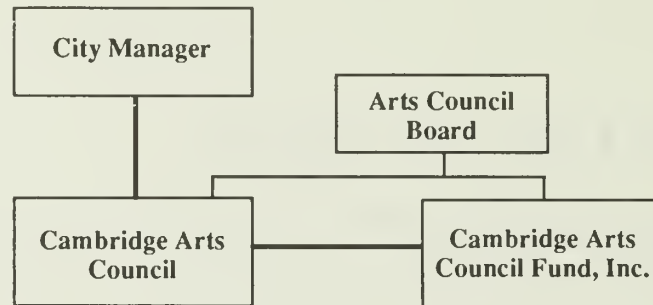 City Manager
Arts Council
Board
Cambridge Arts
Council
Cambridge Arts
Council Fund, Inc.